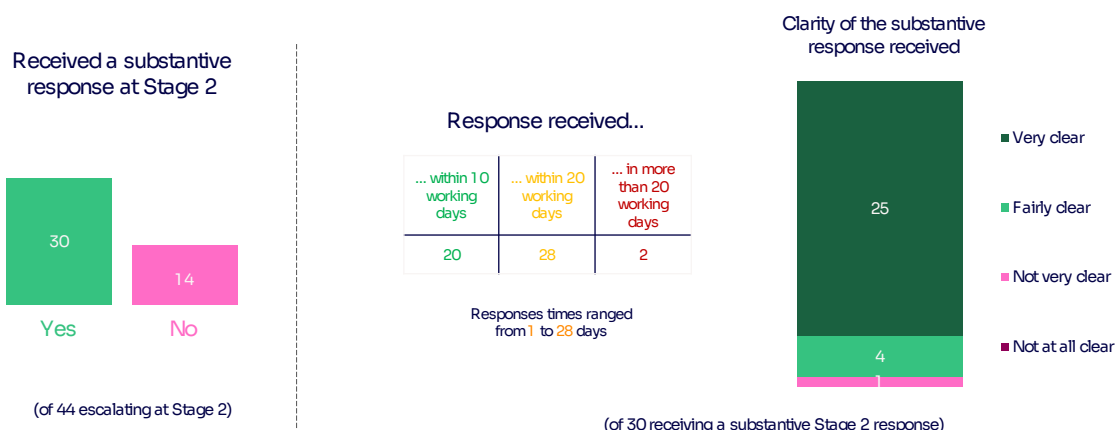 Received a substantive
response at Stage 2
30
14
Yes
No
(of 44 escalating at Stage 2)
Response received...
... within 10
working
days
... within 20
working
days
... in more
than 20
working
days
20
28
2
Responses times ranged
from 1 to 28 days
Clarity of the substantive
response received
25
4
1
Very clear
Fairly clear
Not very clear
Not at all clear
(of 30 receiving a substantive Stage 2 response)